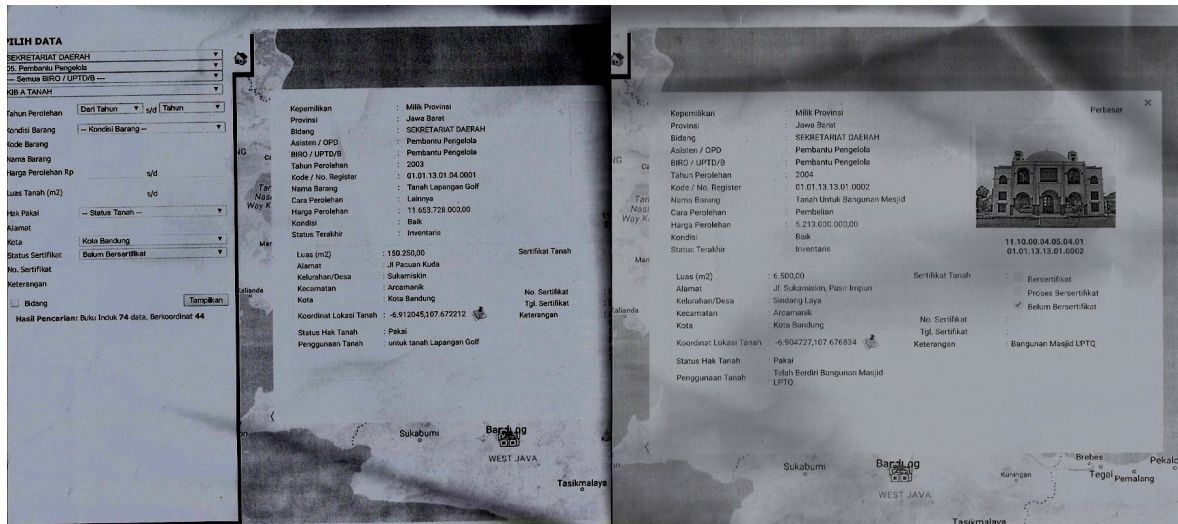 PILIH DATA
SEKRETARIAT DAERAH
05. Pembantu Pengelola
--- Semua BIRO / UPTD/B ---
KIB A TANAH
Tahun Perolehan Dari Tahun s/d Tahun
Kondisi Barang -- Kondisi Barang --
Kode Barang
Nama Barang
Harga Perolehan Rp s/d
Luas Tanah (m2) s/d
Hak Pakai -- Status Tanah --
Alamat
Kota Kota Bandung
Status Sertifikat Belum Bersertifikat
No. Sertifikat
Keterangan
Bidang Tampilkan
Hasil Pencarian: Buku Induk 74 data, Berkoordinat 44
Kepemilikan : Milik Provinsi
Provinsi : Jawa Barat
Bidang : SEKRETARIAT DAERAH
Asisten / OPD : Pembantu Pengelola
BIRO / UPTD/B : Pembantu Pengelola
Tahun Perolehan : 2003
Kode / No. Register : 01.01.13.01.04.0001
Nama Barang : Tanah Lapangan Golf
Cara Perolehan : Lainnya
Harga Perolehan : 11.653.728.000,00
Kondisi : Baik
Status Terakhir : Inventaris
Luas (m2) : 150.250,00 Sertifikat Tanah
Alamat : Jl Pacuan Kuda
Kelurahan/Desa : Sukamiskin
Kecamatan : Arcamanik No. Sertifikat
Kota : Kota Bandung Tgl. Sertifikat
Koordinat Lokasi Tanah : -6.912045,107.672212 Keterangan
Status Hak Tanah : Pakai
Penggunaan Tanah : untuk tanah Lapangan Golf
Sukabumi
Bandung
WEST JAVA
Tasikmalaya
Perbesar
Kepemilikan : Milik Provinsi
Provinsi : Jawa Barat
Bidang : SEKRETARIAT DAERAH
Asisten / OPD : Pembantu Pengelola
BIRO / UPTD/B : Pembantu Pengelola
Tahun Perolehan : 2004
Kode / No. Register : 01.01.13.13.01.0002
Nama Barang : Tanah Untuk Bangunan Mesjid
Cara Perolehan : Pembelian
Harga Perolehan : 5.213.000.000,00
Kondisi : Baik
Status Terakhir : Inventaris
11.10.00.04.05.04.01
01.01.13.13.01.0002
Luas (m2) : 6.500,00 Sertifikat Tanah : Bersertifikat
Alamat : Jl. Sukamiskin, Pasir Impun Proses Bersertifikat
Kelurahan/Desa : Sindang Laya Belum Bersertifikat
Kecamatan : Arcamanik No. Sertifikat :
Kota : Kota Bandung Tgl. Sertifikat :
Koordinat Lokasi Tanah : -6.904727,107.676834 Keterangan : Bangunan Masjid LPTQ
Status Hak Tanah : Pakai
Penggunaan Tanah : Telah Berdiri Bangunan Masjid
LPTQ
Sukabumi
Bandung
WEST JAVA
Kuningan
Brebes
Tegal
Pemalang
Tasikmalaya